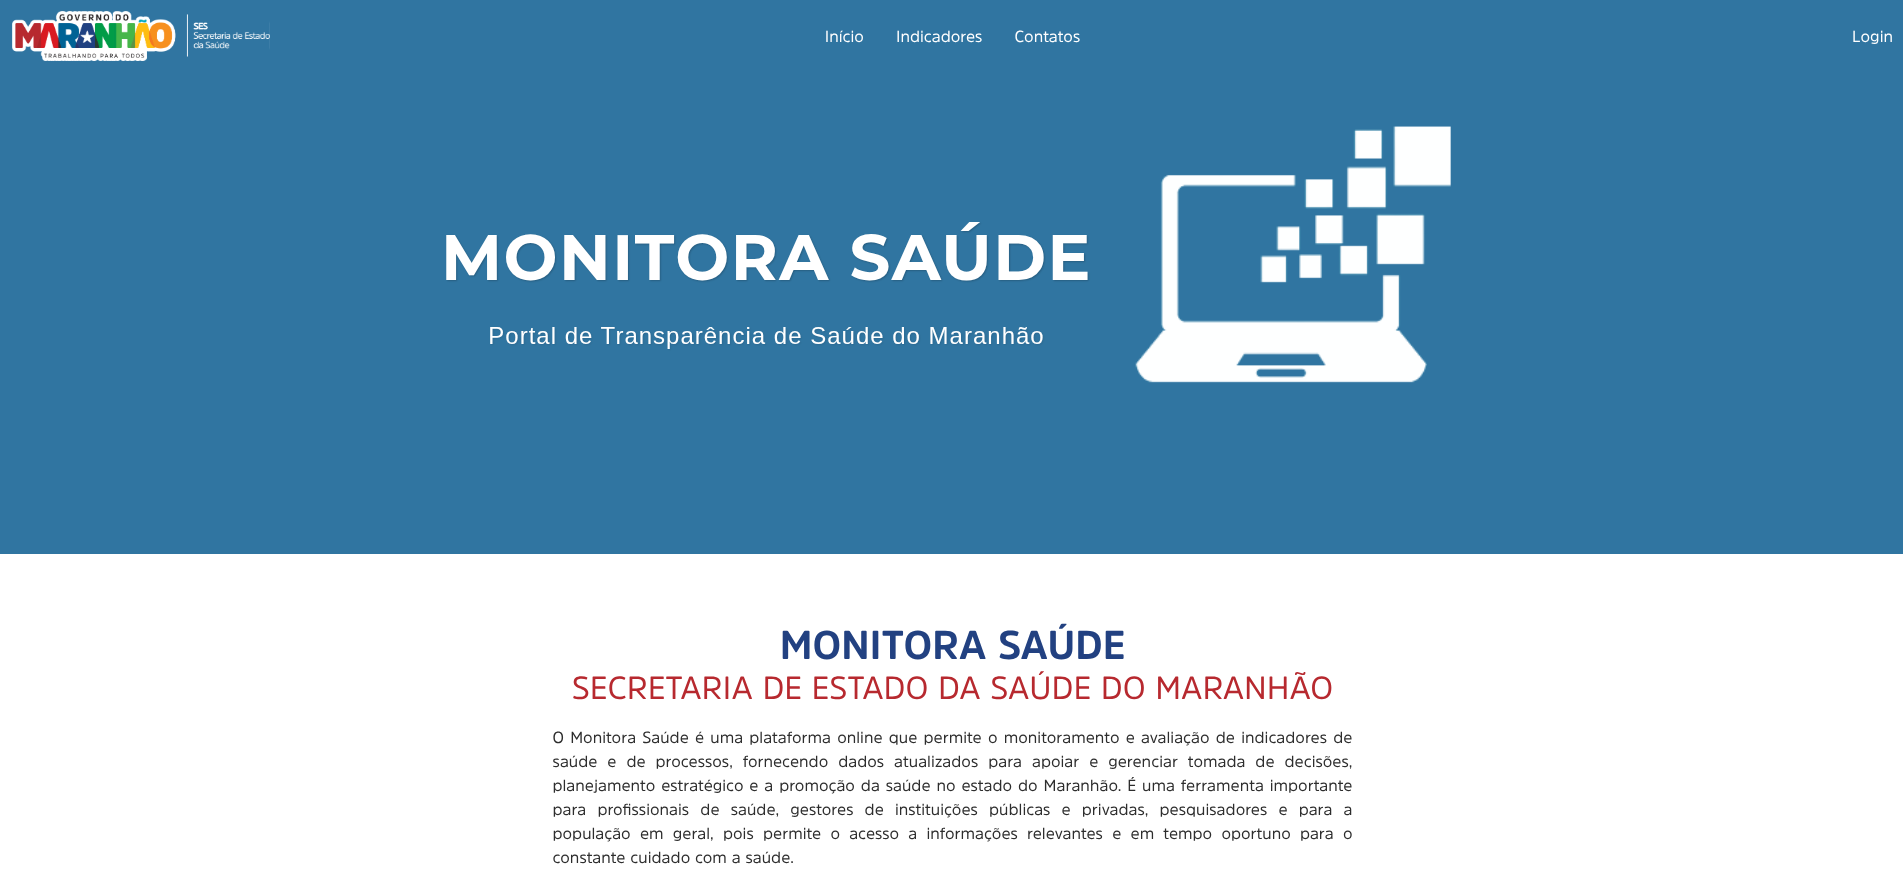 GOVERNO DO
MARANHÃO
TRABALHANDO PARA TODOS
SES
Secretaria de Estado
da Saúde
Início Indicadores Contatos Login
MONITORA SAÚDE
Portal de Transparência de Saúde do Maranhão
MONITORA SAÚDE
SECRETARIA DE ESTADO DA SAÚDE DO MARANHÃO
O Monitora Saúde é uma plataforma online que permite o monitoramento e avaliação de indicadores de
saúde e de processos, fornecendo dados atualizados para apoiar e gerenciar tomada de decisões,
planejamento estratégico e a promoção da saúde no estado do Maranhão. É uma ferramenta importante
para profissionais de saúde, gestores de instituições públicas e privadas, pesquisadores e para a
população em geral, pois permite o acesso a informações relevantes e em tempo oportuno para o
constante cuidado com a saúde.